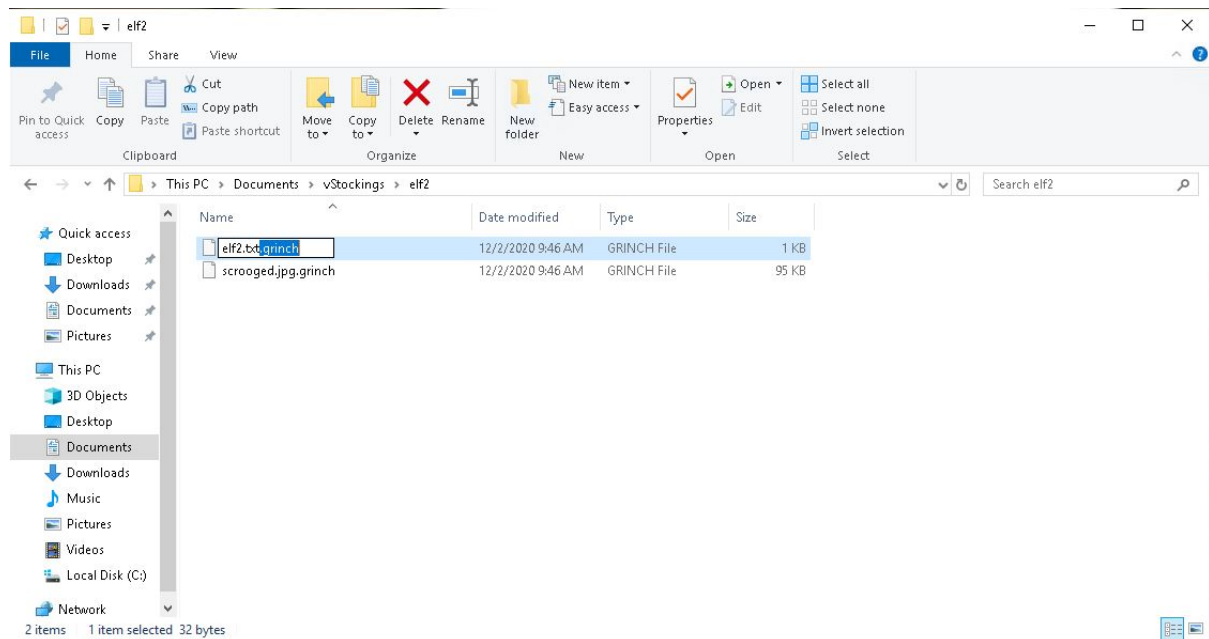 elf2
File Home Share View
Pin to Quick access
Copy
Paste
Cut
Copy path
Paste shortcut
Clipboard
Move to
Copy to
Delete
Rename
Organize
New folder
New item
Easy access
New
Properties
Open
Edit
Open
Select all
Select none
Invert selection
Select
This PC > Documents > vStockings > elf2
Search elf2
Name Date modified Type Size
elf2.txt.grinch 12/2/2020 9:46 AM GRINCH File 1 KB
scrooged.jpg.grinch 12/2/2020 9:46 AM GRINCH File 95 KB
Quick access
Desktop
Downloads
Documents
Pictures
This PC
3D Objects
Desktop
Documents
Downloads
Music
Pictures
Videos
Local Disk (C:)
Network
2 items 1 item selected 32 bytes